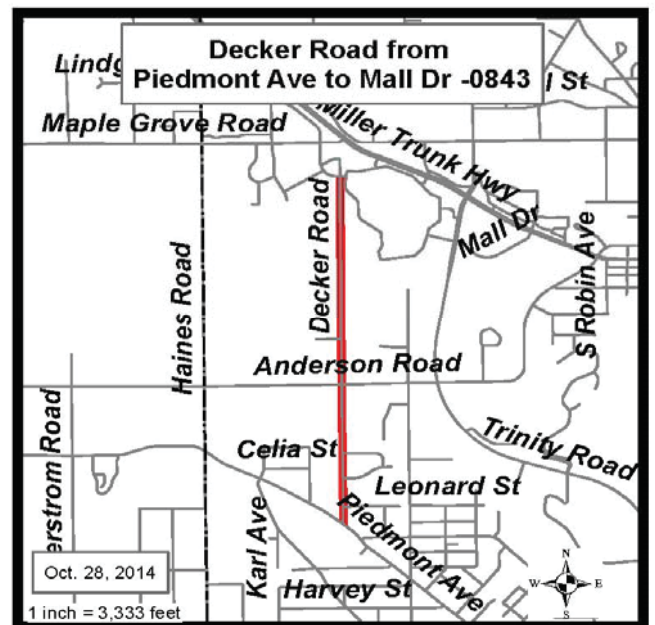 Decker Road from
Piedmont Ave to Mall Dr -0843
Maple Grove Road
Miller Trunk Hwy
Mall Dr
S Robin Ave
Decker Road
Haines Road
Anderson Road
Celia St
Trinity Road
Leonard St
Piedmont Ave
Karl Ave
Harvey St
Oct. 28, 2014
1 inch = 3,333 feet
N
W E
S